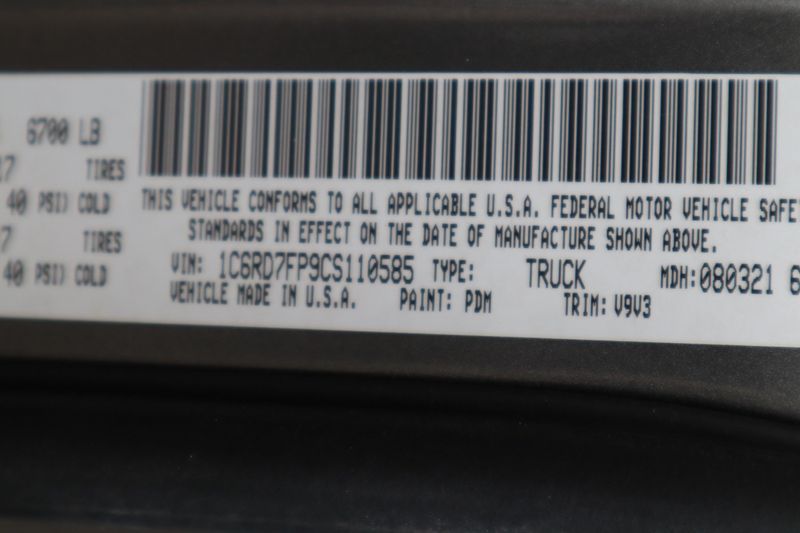 6700 LB
TIRES
40 PSI) COLD
7 TIRES
40 PSI) COLD
THIS VEHICLE CONFORMS TO ALL APPLICABLE U.S.A. FEDERAL MOTOR VEHICLE SAFE
STANDARDS IN EFFECT ON THE DATE OF MANUFACTURE SHOWN ABOVE.
VIN: 1C6RD7FP9CS110585 TYPE: TRUCK MDH: 080321 6
VEHICLE MADE IN U.S.A. PAINT: PDM TRIM: V9V3